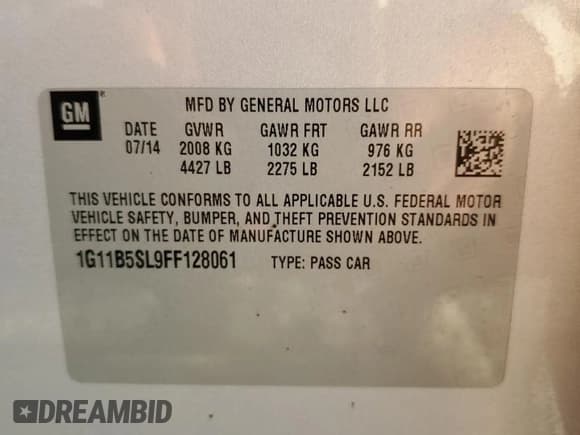 GM ®
MFD BY GENERAL MOTORS LLC
DATE GVWR GAWR FRT GAWR RR
07/14 2008 KG 1032 KG 976 KG
4427 LB 2275 LB 2152 LB
THIS VEHICLE CONFORMS TO ALL APPLICABLE U.S. FEDERAL MOTOR
VEHICLE SAFETY, BUMPER, AND THEFT PREVENTION STANDARDS IN
EFFECT ON THE DATE OF MANUFACTURE SHOWN ABOVE.
1G11B5SL9FF128061 TYPE: PASS CAR
DREAMBID